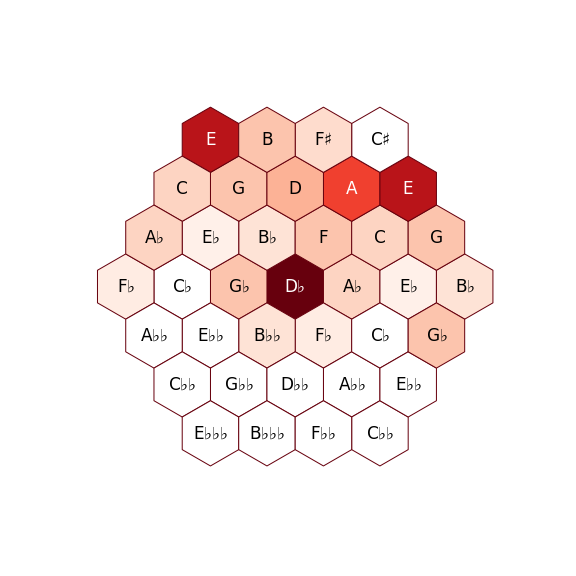 E B F♯ C♯
C G D A E
A♭ E♭ B♭ F C G
F♭ C♭ G♭ D♭ A♭ E♭ B♭
A♭♭ E♭♭ B♭♭ F♭ C♭ G♭
C♭♭ G♭♭ D♭♭ A♭♭ E♭♭
E♭♭♭ B♭♭♭ F♭♭ C♭♭